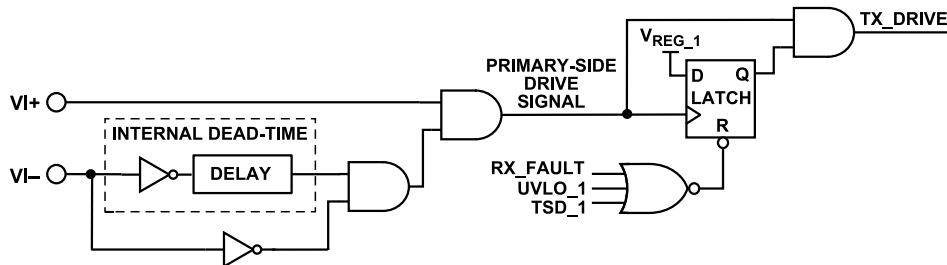 TX_DRIVE
VREG_1
PRIMARY-SIDE
DRIVE
SIGNAL
D
Q
LATCH
R
VI+
INTERNAL DEAD-TIME
VI–
DELAY
RX_FAULT
UVLO_1
TSD_1